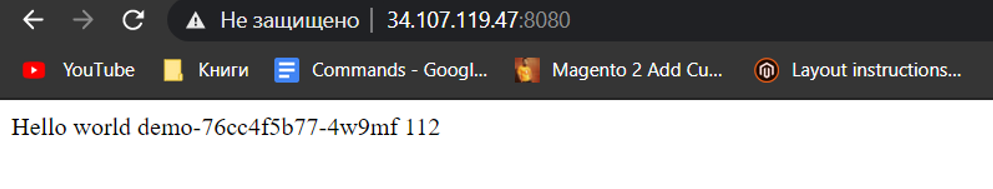 Не защищено | 34.107.119.47:8080
YouTube Книги Commands - Googl... Magento 2 Add Cu... Layout instructions...
Hello world demo-76cc4f5b77-4w9mf 112